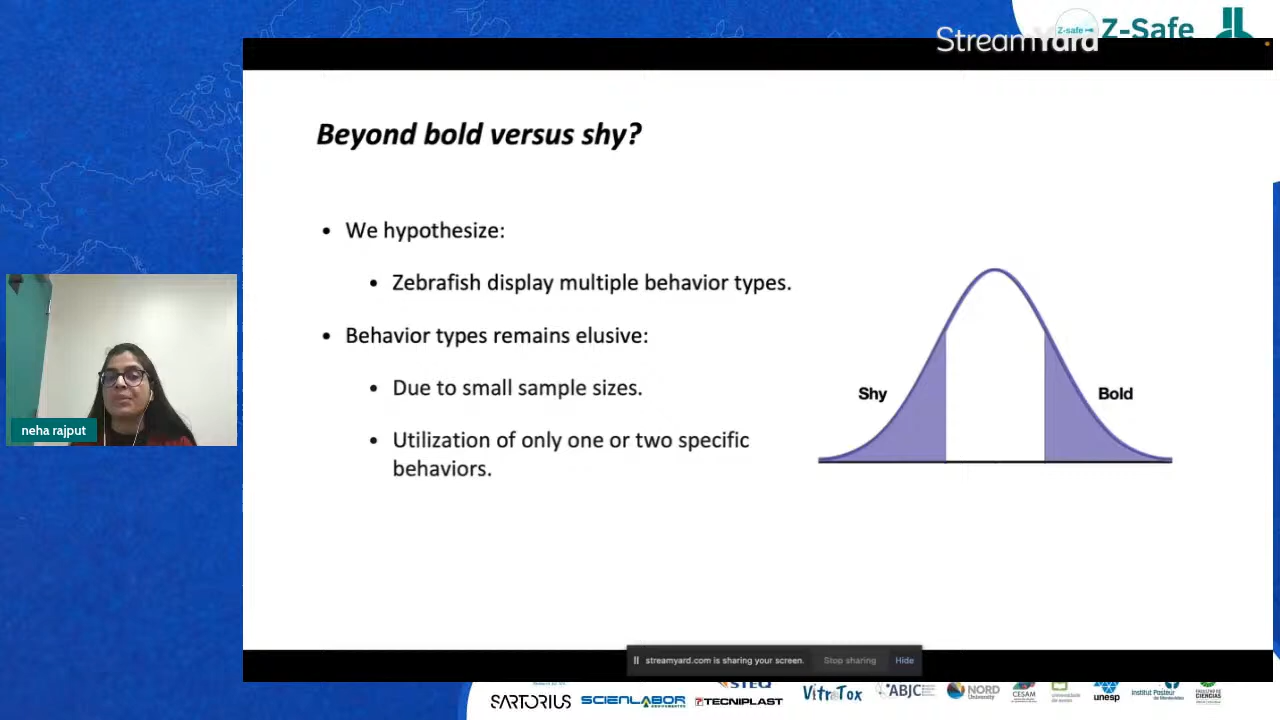 Z-safe
Z-Safe
StreamYard
Beyond bold versus shy?
• We hypothesize:
• Zebrafish display multiple behavior types.
• Behavior types remains elusive:
• Due to small sample sizes.
• Utilization of only one or two specific
behaviors.
Shy
Bold
neha rajput
streamyard.com is sharing your screen.
Stop sharing
Hide
SARTORIUS
SCIENLABOR
STEQ
TECNIPLAST
VitroTox
ABJC
NORD
University
CESAM
unesp
Institut Pasteur
FACULTAD DE
CIENCIAS